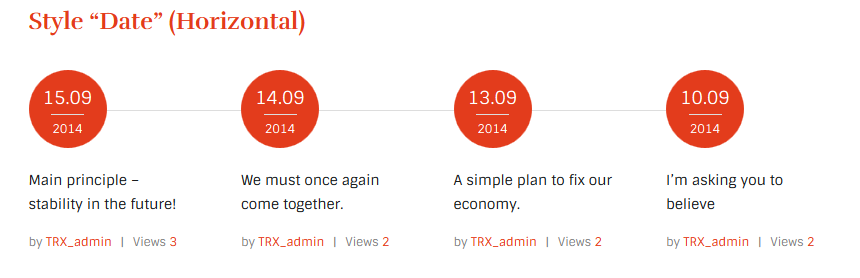 Style “Date” (Horizontal)
15.09
2014
14.09
2014
13.09
2014
10.09
2014
Main principle –
stability in the future!
by TRX_admin | Views 3
We must once again
come together.
by TRX_admin | Views 2
A simple plan to fix our
economy.
by TRX_admin | Views 2
I’m asking you to
believe
by TRX_admin | Views 2